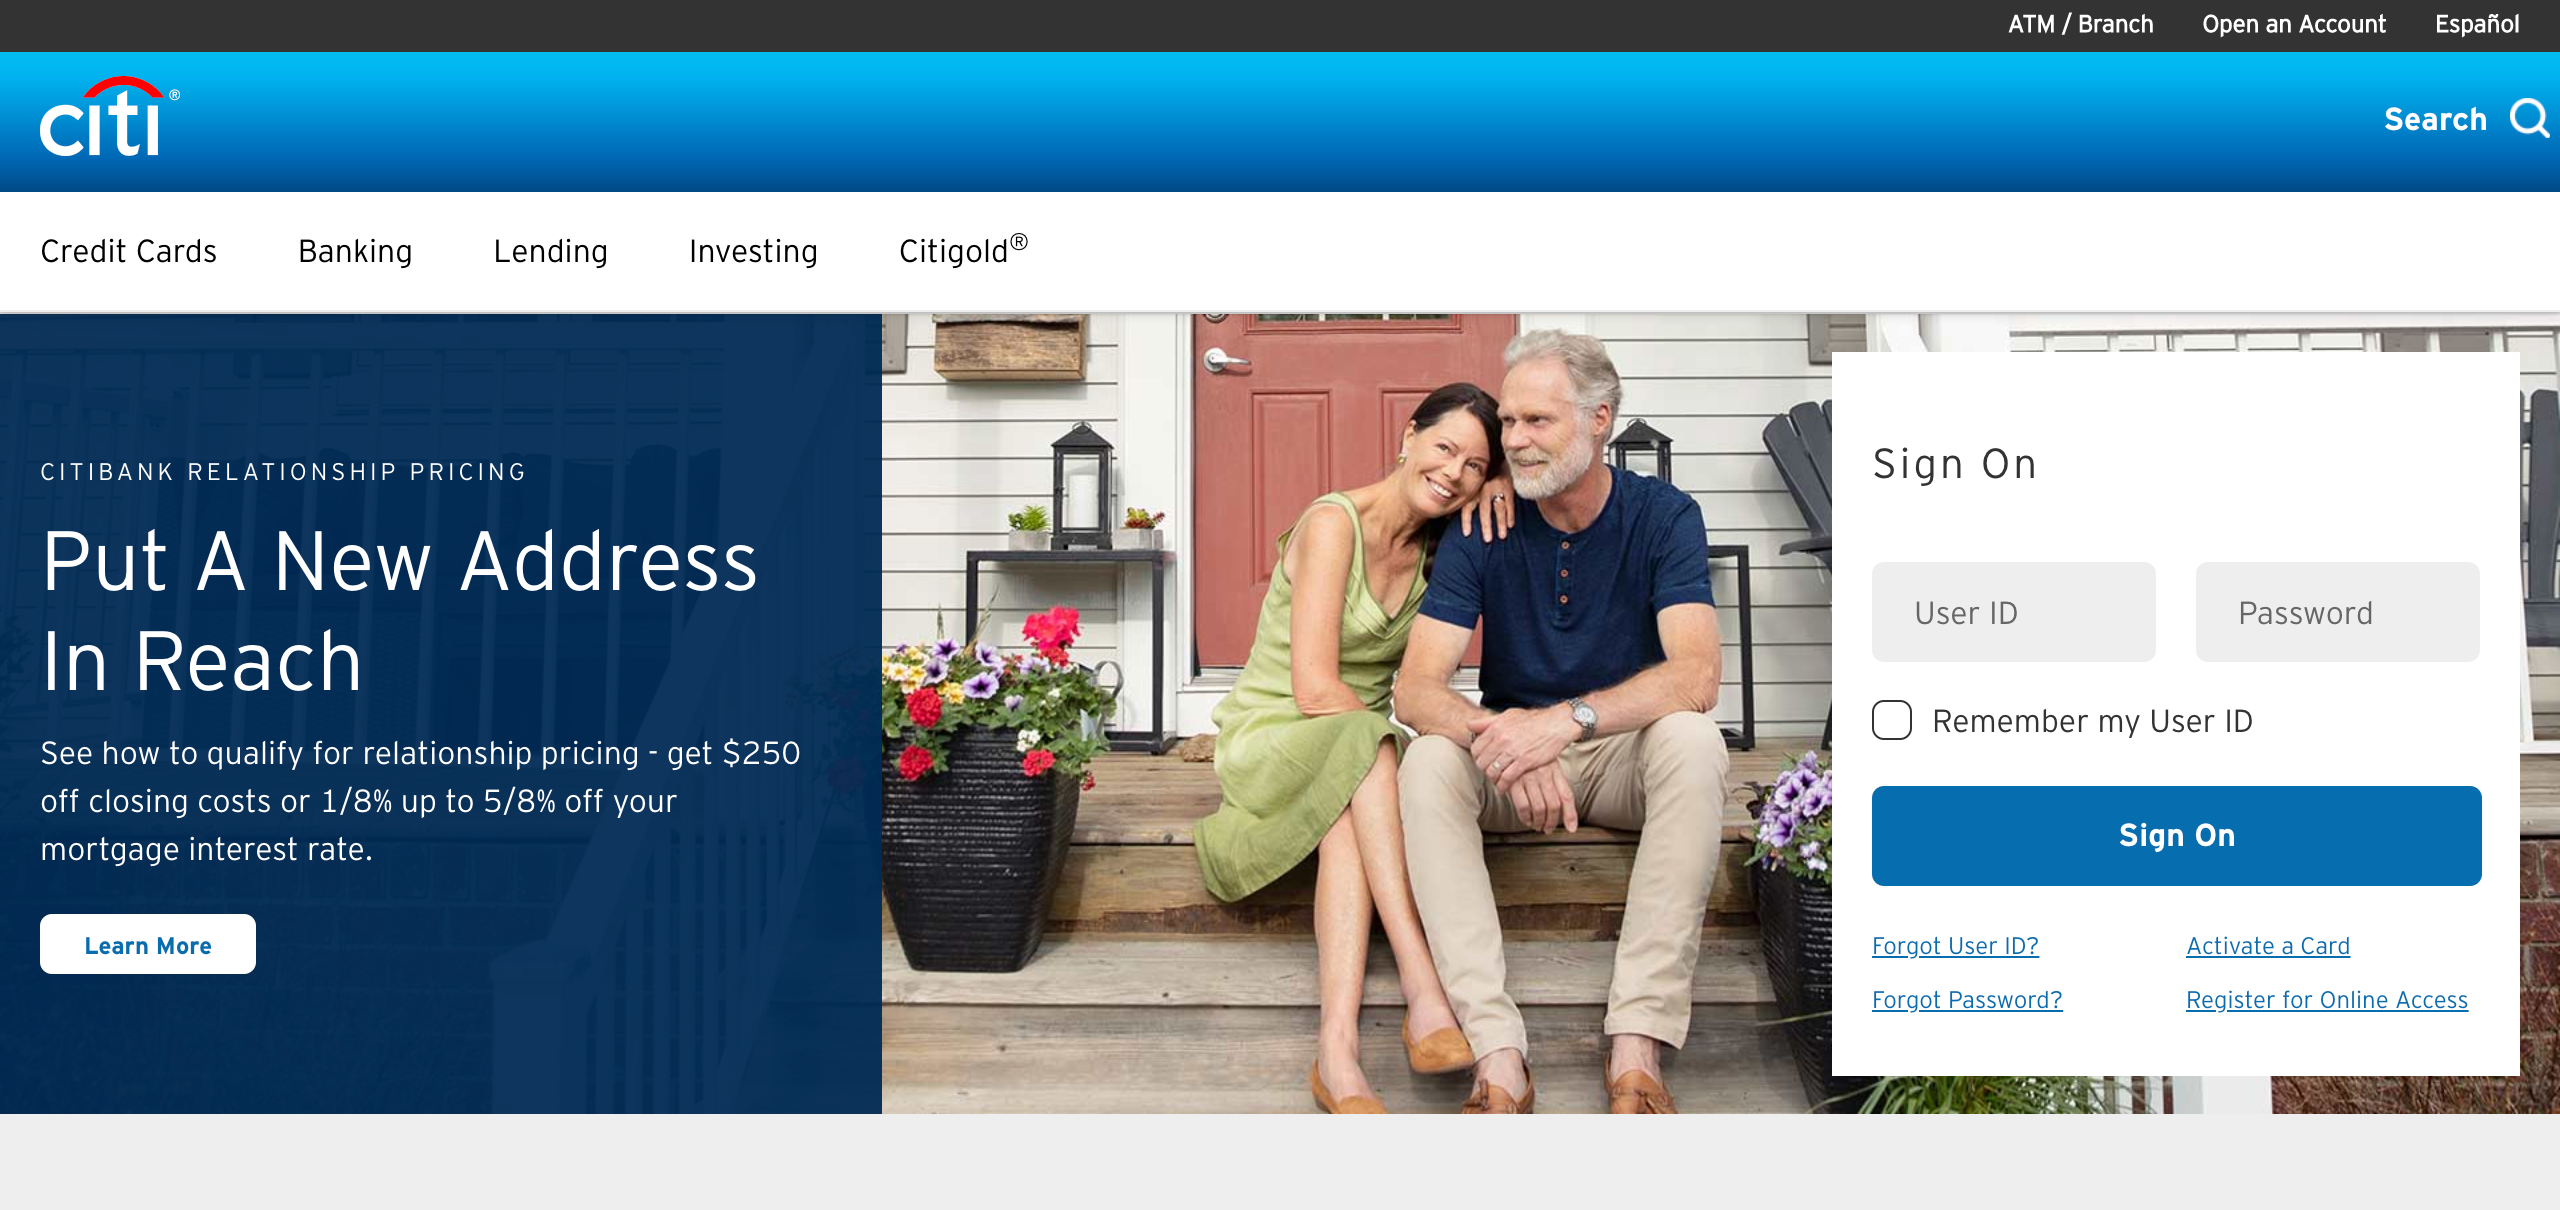 ATM / Branch
Open an Account
Español
citi®
Search
Credit Cards
Banking
Lending
Investing
Citigold®
CITIBANK RELATIONSHIP PRICING
Put A New Address
In Reach
See how to qualify for relationship pricing - get $250
off closing costs or 1/8% up to 5/8% off your
mortgage interest rate.
Learn More
Sign On
User ID
Password
Remember my User ID
Sign On
Forgot User ID?
Activate a Card
Forgot Password?
Register for Online Access